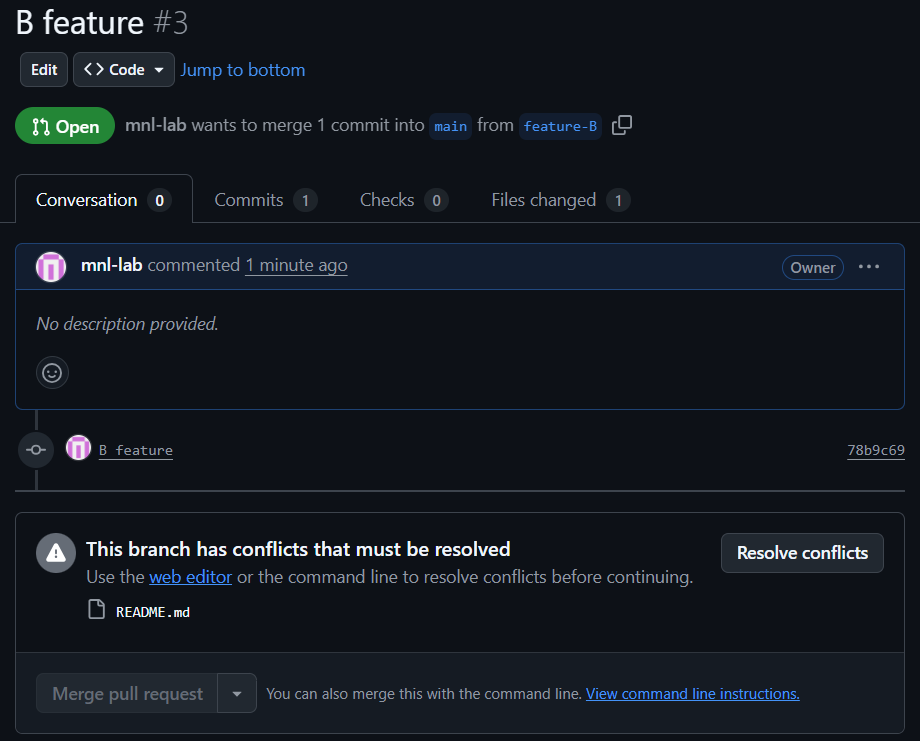 B feature #3
Edit <> Code Jump to bottom
Open mnl-lab wants to merge 1 commit into main from feature-B
Conversation 0 Commits 1 Checks 0 Files changed 1
mnl-lab commented 1 minute ago Owner ...
No description provided.
B feature 78b9c69
This branch has conflicts that must be resolved Resolve conflicts
Use the web editor or the command line to resolve conflicts before continuing.
README.md
Merge pull request You can also merge this with the command line. View command line instructions.